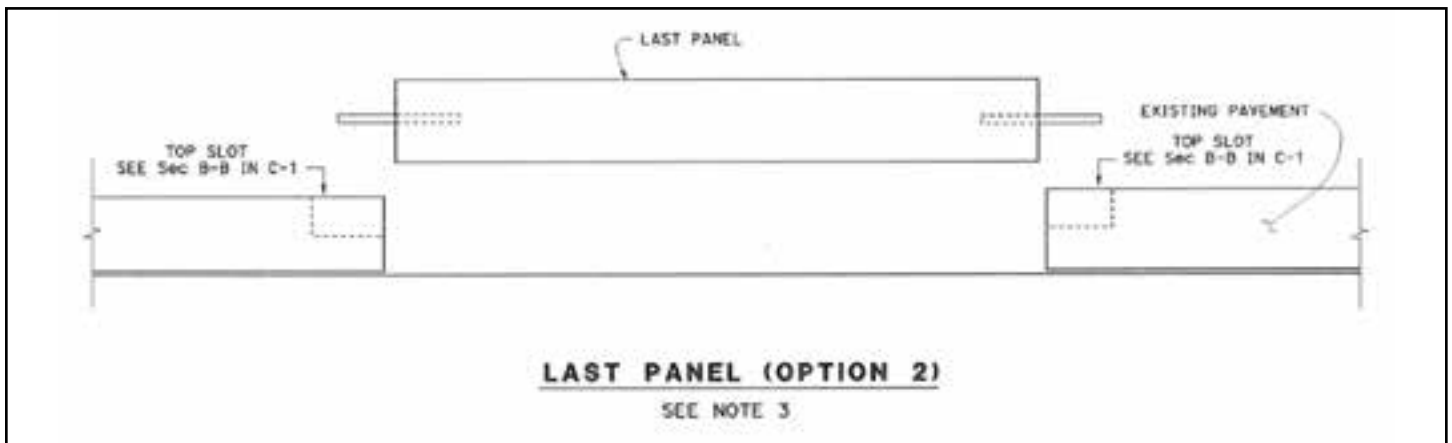 LAST PANEL
EXISTING PAVEMENT
TOP SLOT
SEE Sec B-B IN C-1
TOP SLOT
SEE Sec B-B IN C-1
LAST PANEL (OPTION 2)
SEE NOTE 3